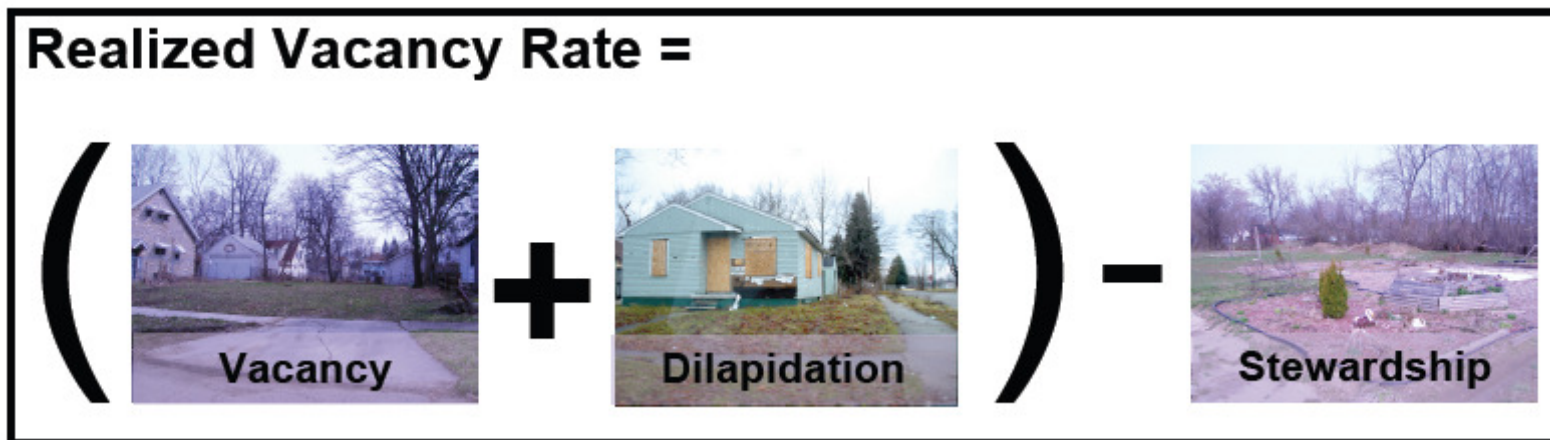 Realized Vacancy Rate =
( Vacancy + Dilapidation ) - Stewardship